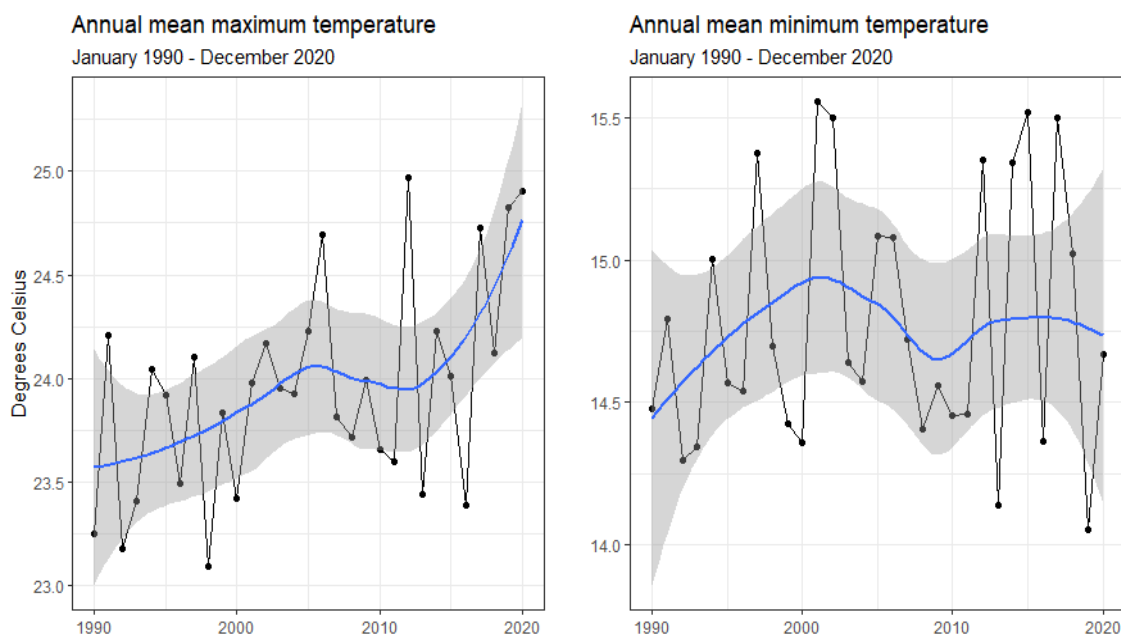 Annual mean maximum temperature
January 1990 - December 2020
Degrees Celsius
25.0
24.5
24.0
23.5
23.0
1990 2000 2010 2020
Annual mean minimum temperature
January 1990 - December 2020
15.5
15.0
14.5
14.0
1990 2000 2010 2020